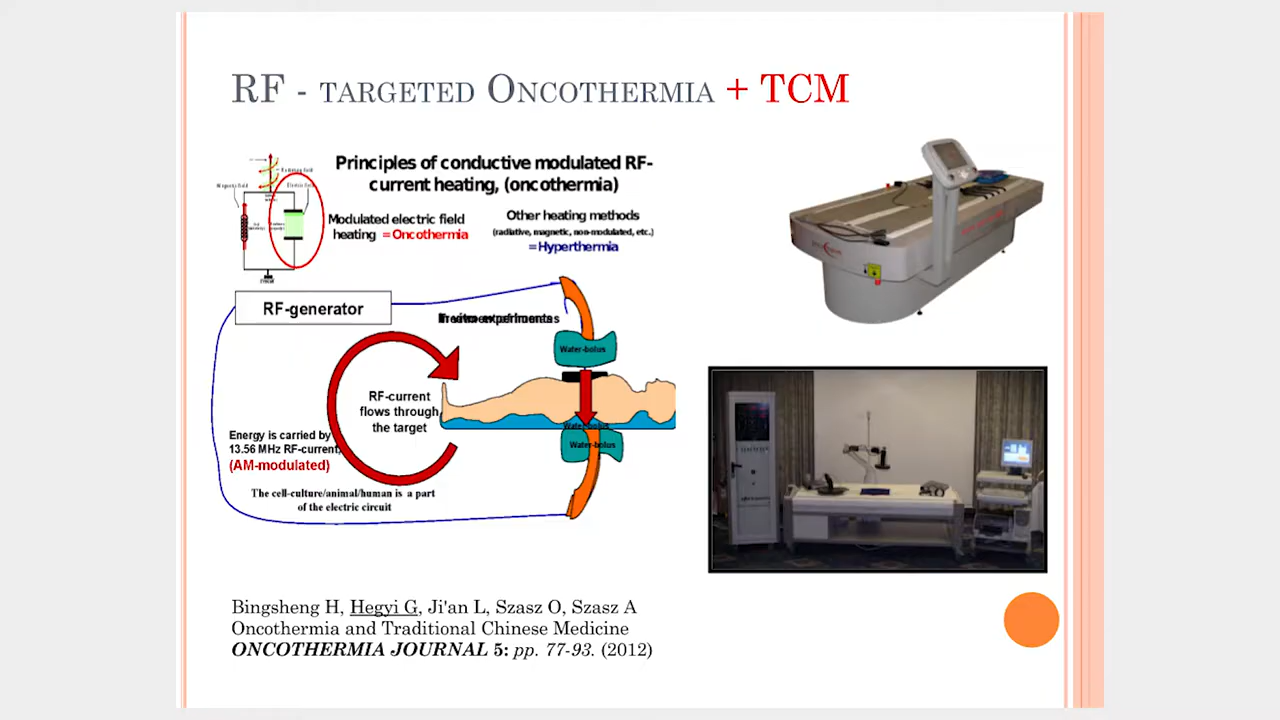 RF - TARGETED ONCOTHERMIA + TCM
Principles of conductive modulated RF-
current heating, (oncothermia)
Magnetic field
Modulated electric field
heating = Oncothermia
Other heating methods
(radiative, magnetic, non-modulated, etc.)
= Hyperthermia
RF-generator
Water-bolus
RF-current
flows through
the target
Water-bolus
Water-bolus
Energy is carried by
13.56 MHz RF-current,
(AM-modulated)
The cell-culture/animal/human is a part
of the electric circuit
Bingsheng H, Hegyi G, Ji'an L, Szasz O, Szasz A
Oncothermia and Traditional Chinese Medicine
ONCOTHERMIA JOURNAL 5: pp. 77-93. (2012)